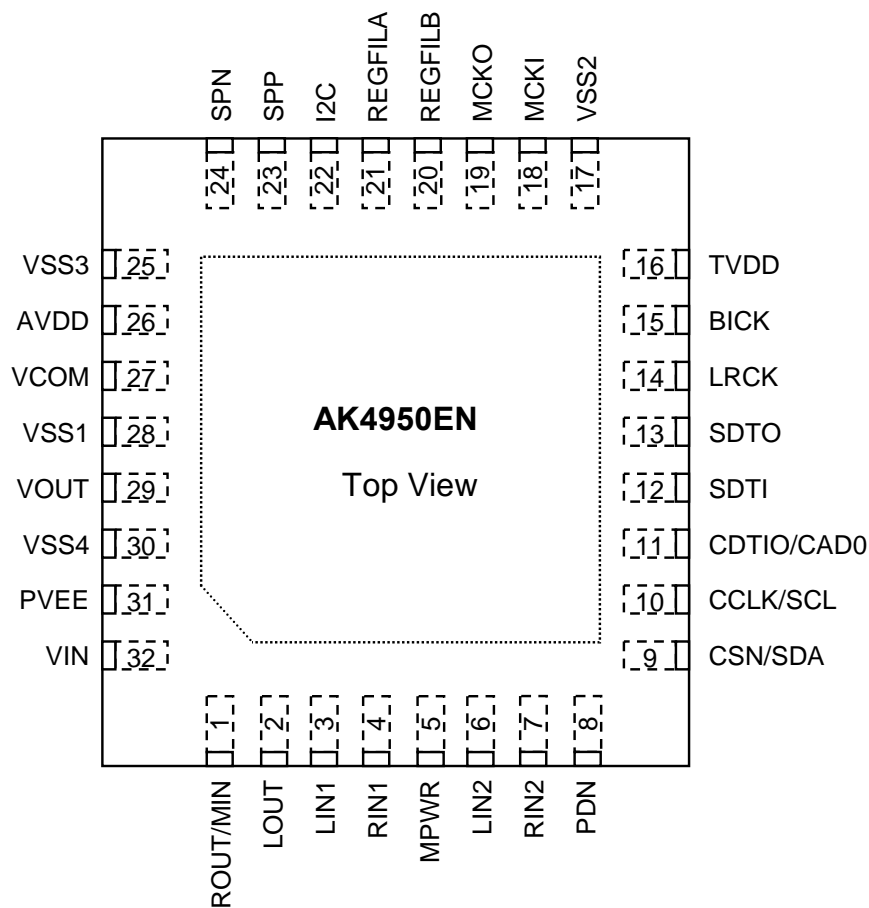 SPN
SPP
I2C
REGFILA
REGFILB
MCKO
MCKI
VSS2
24
23
22
21
20
19
18
17
VSS3 25
AVDD 26
VCOM 27
VSS1 28
VOUT 29
VSS4 30
PVEE 31
VIN 32
AK4950EN
Top View
16 TVDD
15 BICK
14 LRCK
13 SDTO
12 SDTI
11 CDTIO/CAD0
10 CCLK/SCL
9 CSN/SDA
1
2
3
4
5
6
7
8
ROUT/MIN
LOUT
LIN1
RIN1
MPWR
LIN2
RIN2
PDN